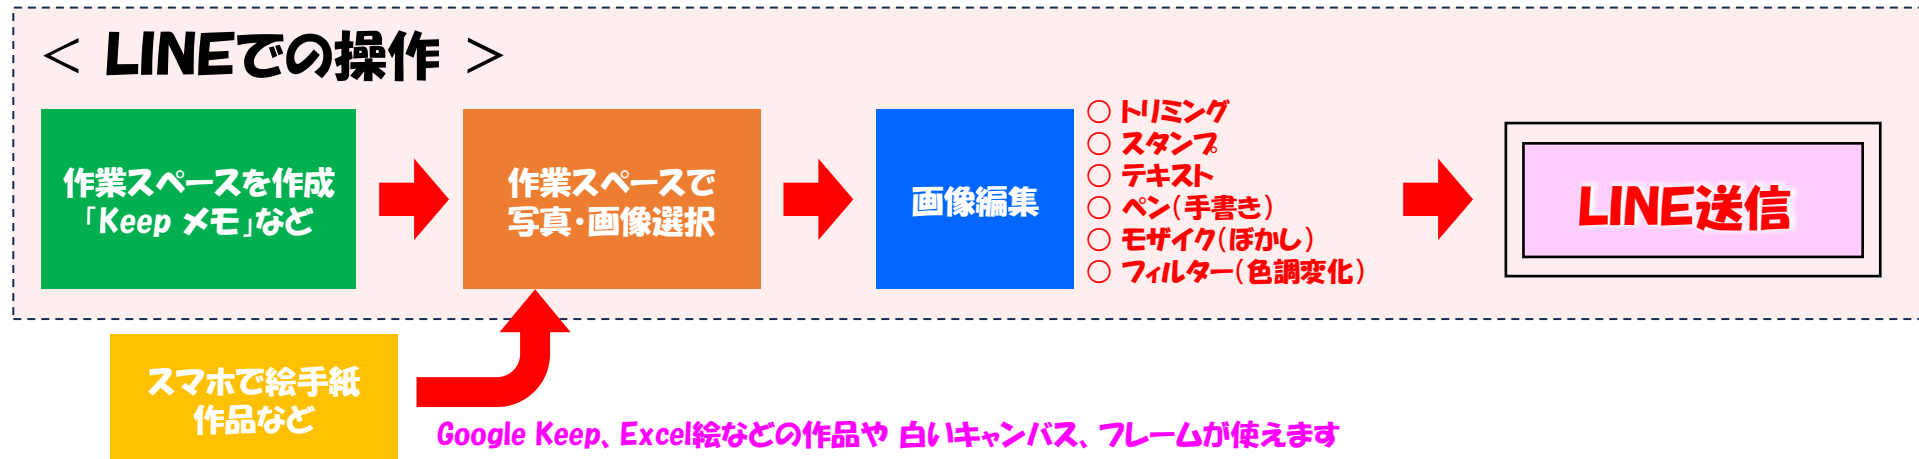 ＜ LINEでの操作 ＞
作業スペースを作成
「Keep メモ」など
作業スペースで
写真・画像選択
画像編集
○ トリミング
○ スタンプ
○ テキスト
○ ペン（手書き）
○ モザイク（ぼかし）
○ フィルター（色調変化）
LINE送信
スマホで絵手紙
作品など
Google Keep、Excel絵などの作品や 白いキャンバス、フレームが使えます